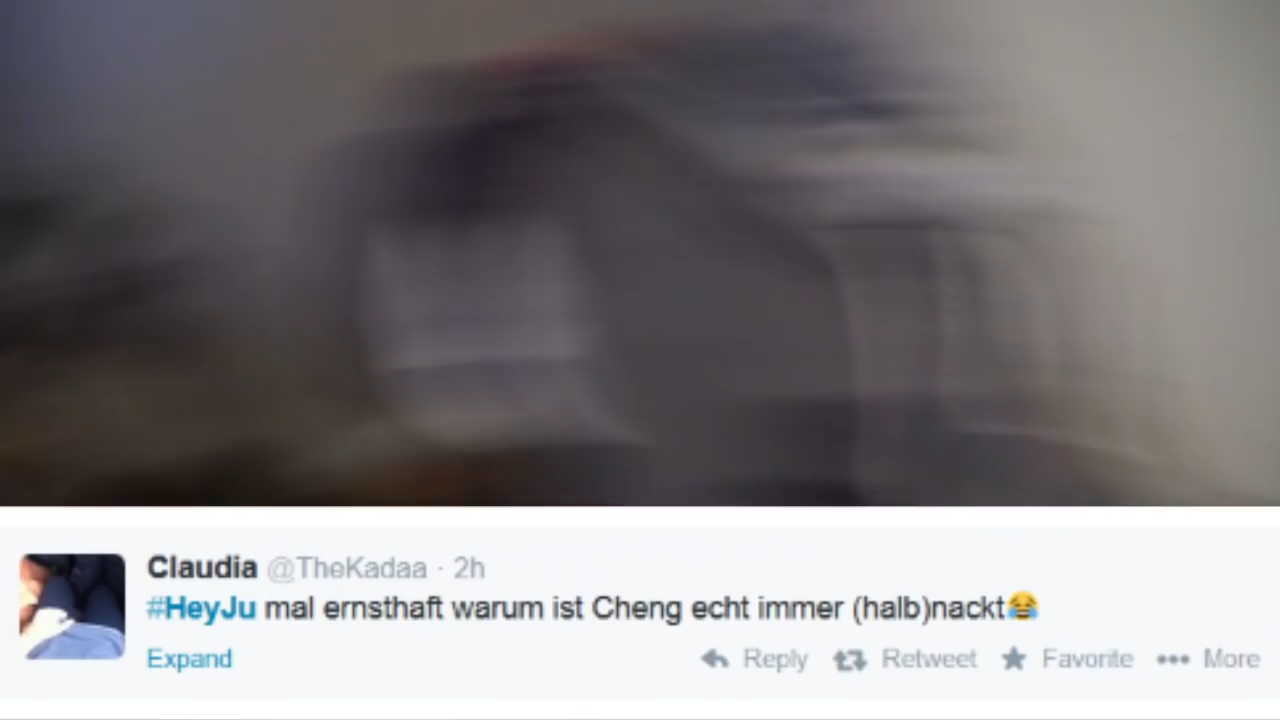 Claudia @TheKadaa · 2h
#HeyJu mal ernsthaft warum ist Cheng echt immer (halb)nackt😂
Expand Reply Retweet Favorite More